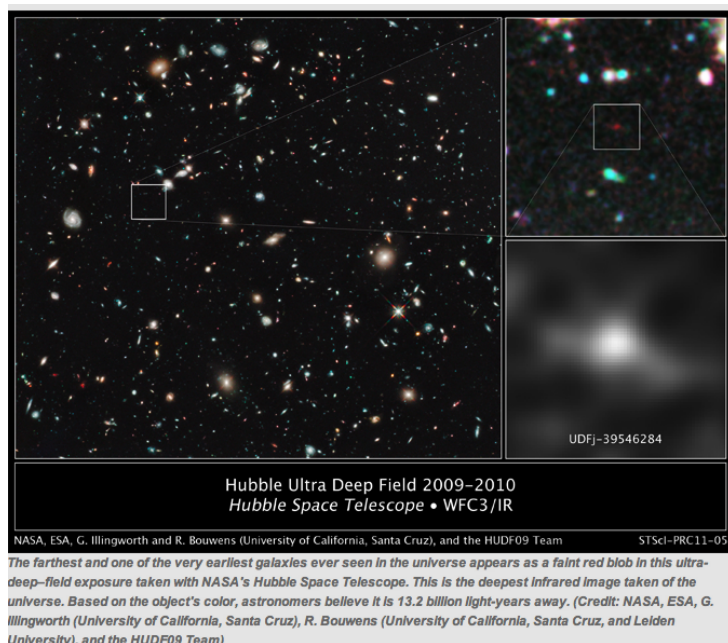 UDFj-39546284
Hubble Ultra Deep Field 2009–2010
Hubble Space Telescope • WFC3/IR
NASA, ESA, G. Illingworth and R. Bouwens (University of California, Santa Cruz), and the HUDF09 Team) STScI-PRC11-05
The farthest and one of the very earliest galaxies ever seen in the universe appears as a faint red blob in this ultra-
deep–field exposure taken with NASA's Hubble Space Telescope. This is the deepest infrared image taken of the
universe. Based on the object's color, astronomers believe it is 13.2 billion light-years away. (Credit: NASA, ESA, G.
Illingworth (University of California, Santa Cruz), R. Bouwens (University of California, Santa Cruz, and Leiden
University), and the HUDF09 Team)